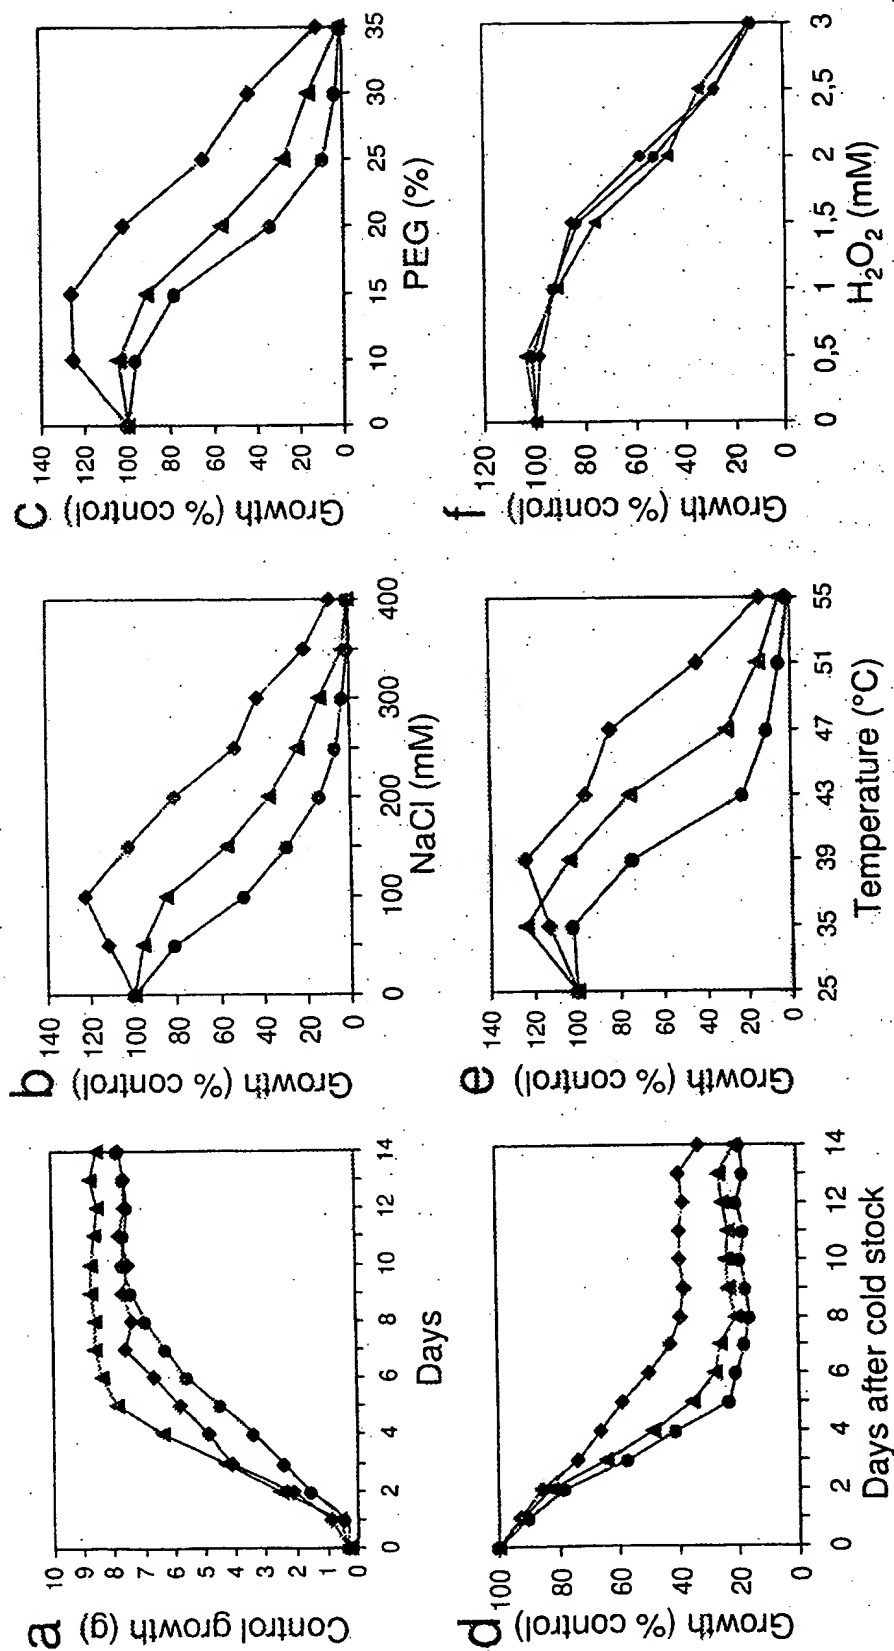 a
Control growth (g)
10
9
8
7
6
5
4
3
2
1
0
0 2 4 6 8 10 12 14
Days
b
Growth (% control)
140
120
100
80
60
40
20
0
0 100 200 300 400
NaCl (mM)
c
Growth (% control)
140
120
100
80
60
40
20
0
0 10 15 20 25 30 35
PEG (%)
d
Growth (% control)
100
80
60
40
20
0
0 2 4 6 8 10 12 14
Days after cold stock
e
Growth (% control)
140
120
100
80
60
40
20
0
25 35 39 43 47 51 55
Temperature (°C)
f
Growth (% control)
120
100
80
60
40
20
0
0 0,5 1 1,5 2 2,5 3
H₂O₂ (mM)